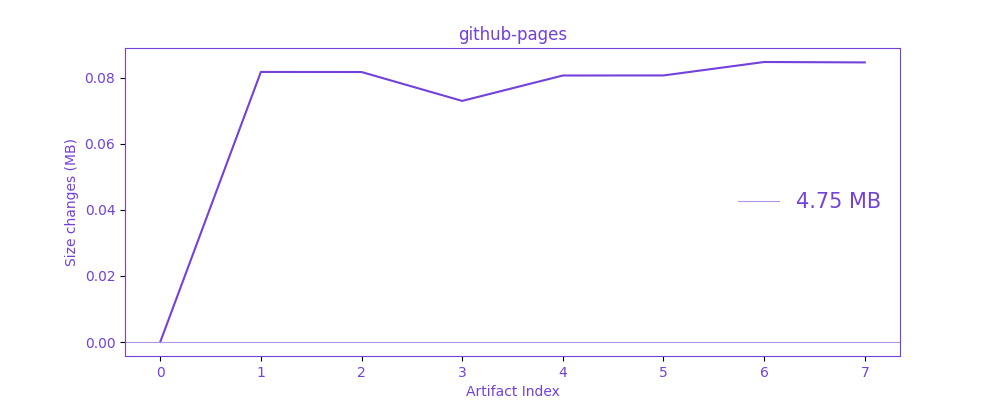 github-pages
Size changes (MB)
0.08
0.06
0.04
0.02
0.00
4.75 MB
0 1 2 3 4 5 6 7
Artifact Index